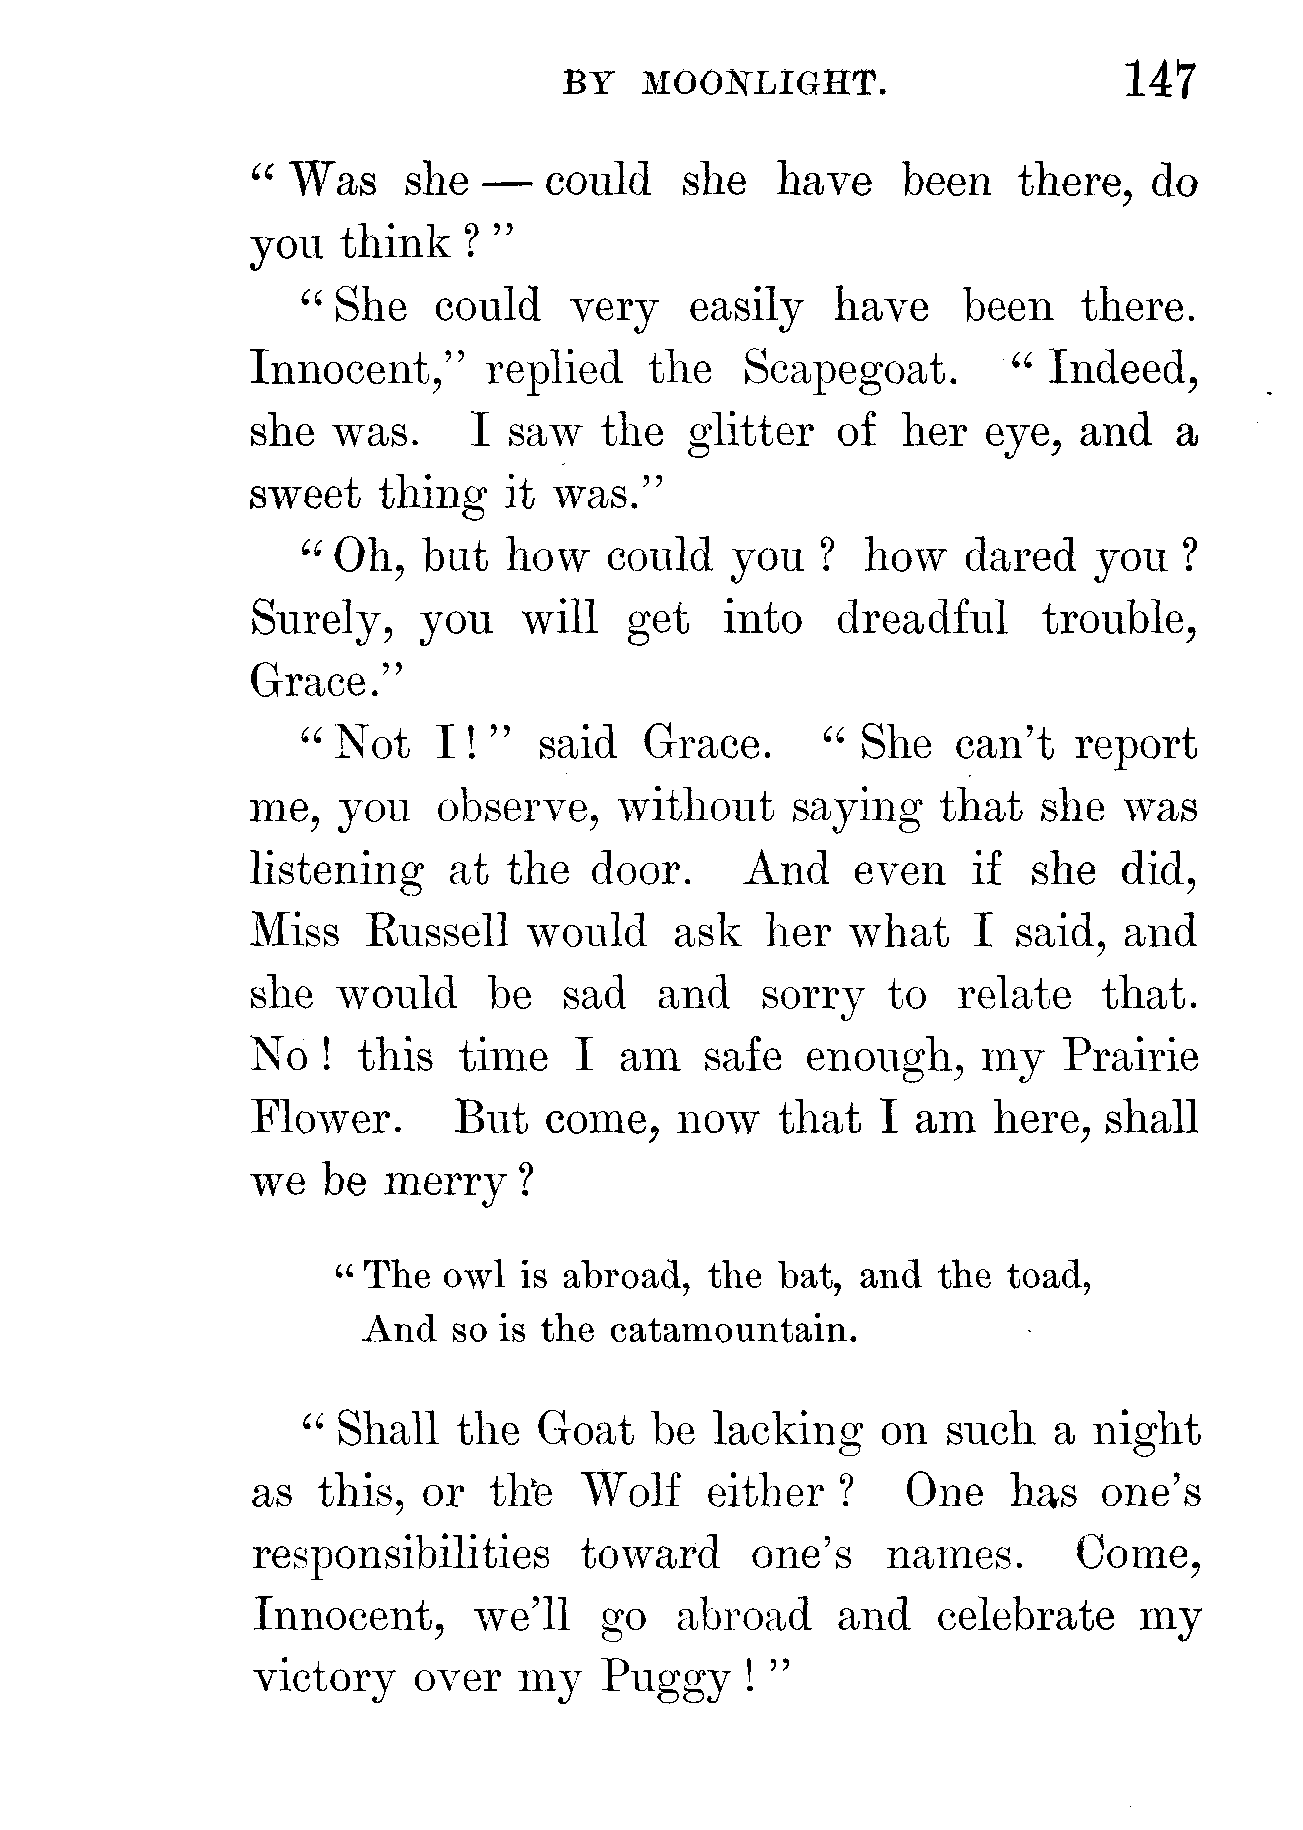 BY MOONLIGHT. 147
“ Was she — could she have been there, do
you think ? ”
“ She could very easily have been there.
Innocent,” replied the Scapegoat. “ Indeed,
she was. I saw the glitter of her eye, and a
sweet thing it was.”
“ Oh, but how could you ? how dared you ?
Surely, you will get into dreadful trouble,
Grace.”
“ Not I ! ” said Grace. “ She can’t report
me, you observe, without saying that she was
listening at the door. And even if she did,
Miss Russell would ask her what I said, and
she would be sad and sorry to relate that.
No ! this time I am safe enough, my Prairie
Flower. But come, now that I am here, shall
we be merry ?
“ The owl is abroad, the bat, and the toad,
And so is the catamountain.
“ Shall the Goat be lacking on such a night
as this, or the Wolf either ? One has one’s
responsibilities toward one’s names. Come,
Innocent, we’ll go abroad and celebrate my
victory over my Puggy ! ”